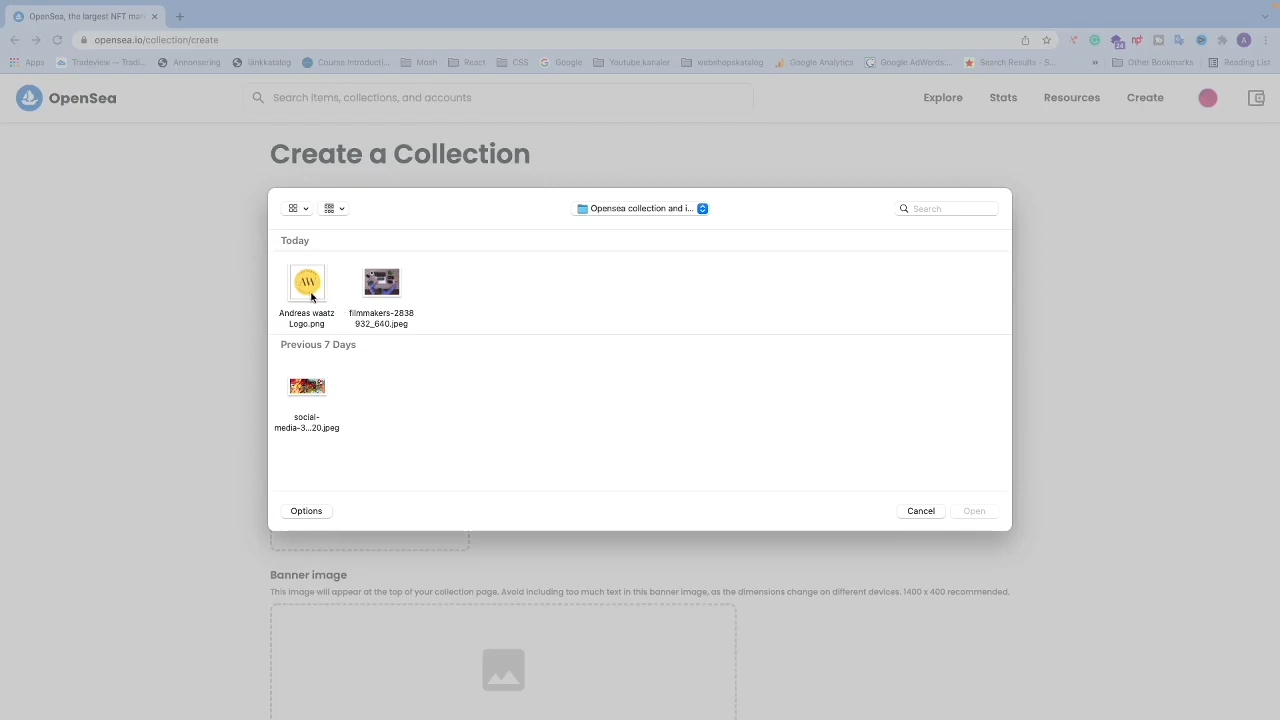 OpenSea, the largest NFT mar
opensea.io/collection/create
24
A
Apps
Tradeview – Tradi...
Annonsering
länkkatalog
Course.Introducti...
Mosh
React
CSS
Google
Youtube.kanaler
webshopskatalog
Google Analytics
Google AdWords:...
Search Results - S...
»
Other Bookmarks
Reading List
OpenSea
Search items, collections, and accounts
Explore
Stats
Resources
Create
Create a Collection
Opensea collection and i...
Search
Today
AW
Andreas waatz
Logo.png
filmmakers-2838
932_640.jpeg
Previous 7 Days
social-
media-3...20.jpeg
Options
Cancel
Open
Banner image
This image will appear at the top of your collection page. Avoid including too much text in this banner image, as the dimensions change on different devices. 1400 x 400 recommended.